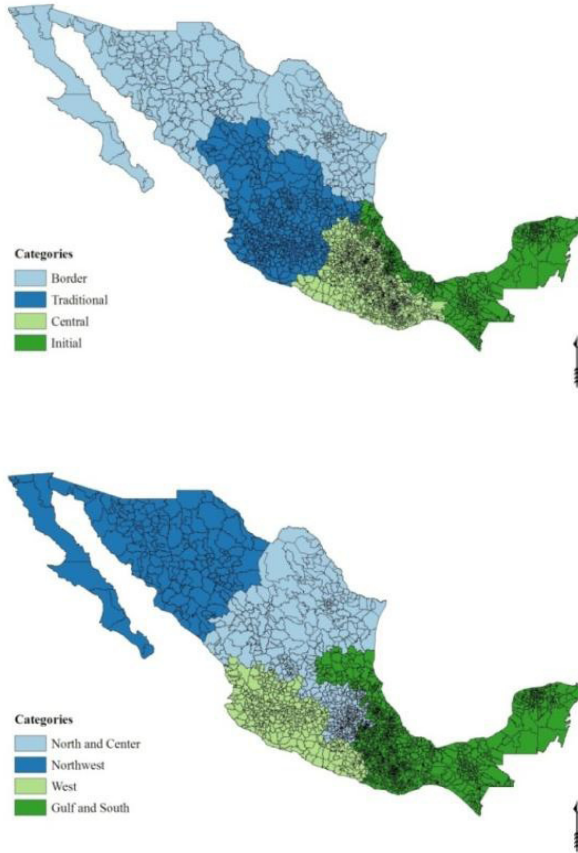 Categories
Border
Traditional
Central
Initial
Categories
North and Center
Northwest
West
Gulf and South